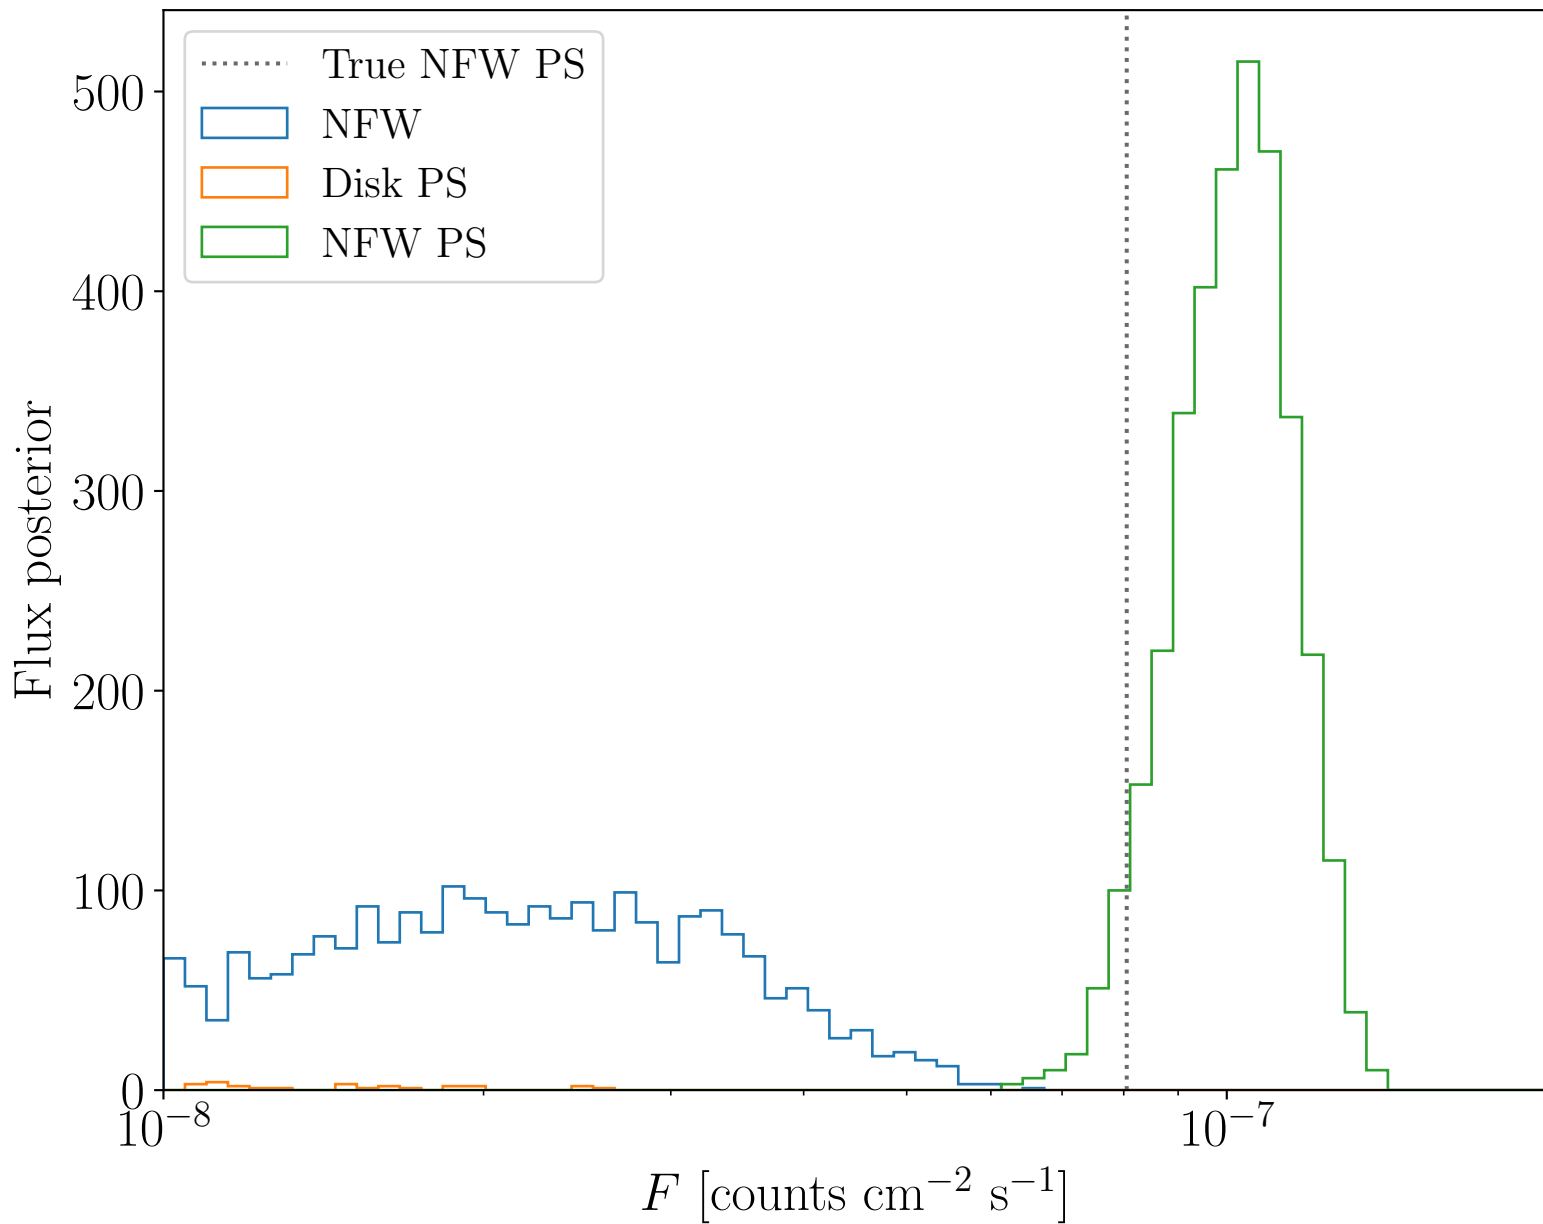 True NFW PS
NFW
Disk PS
NFW PS
500
400
300
200
100
0
Flux posterior
10⁻⁸
10⁻⁷
F [counts cm⁻² s⁻¹]